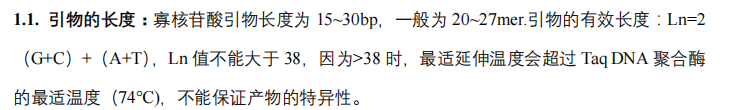 1.1. 引物的长度：寡核苷酸引物长度为 15~30bp，一般为 20~27mer.引物的有效长度：Ln=2
（G+C）+（A+T），Ln 值不能大于 38，因为>38 时，最适延伸温度会超过 Taq DNA 聚合酶
的最适温度（74℃)，不能保证产物的特异性。